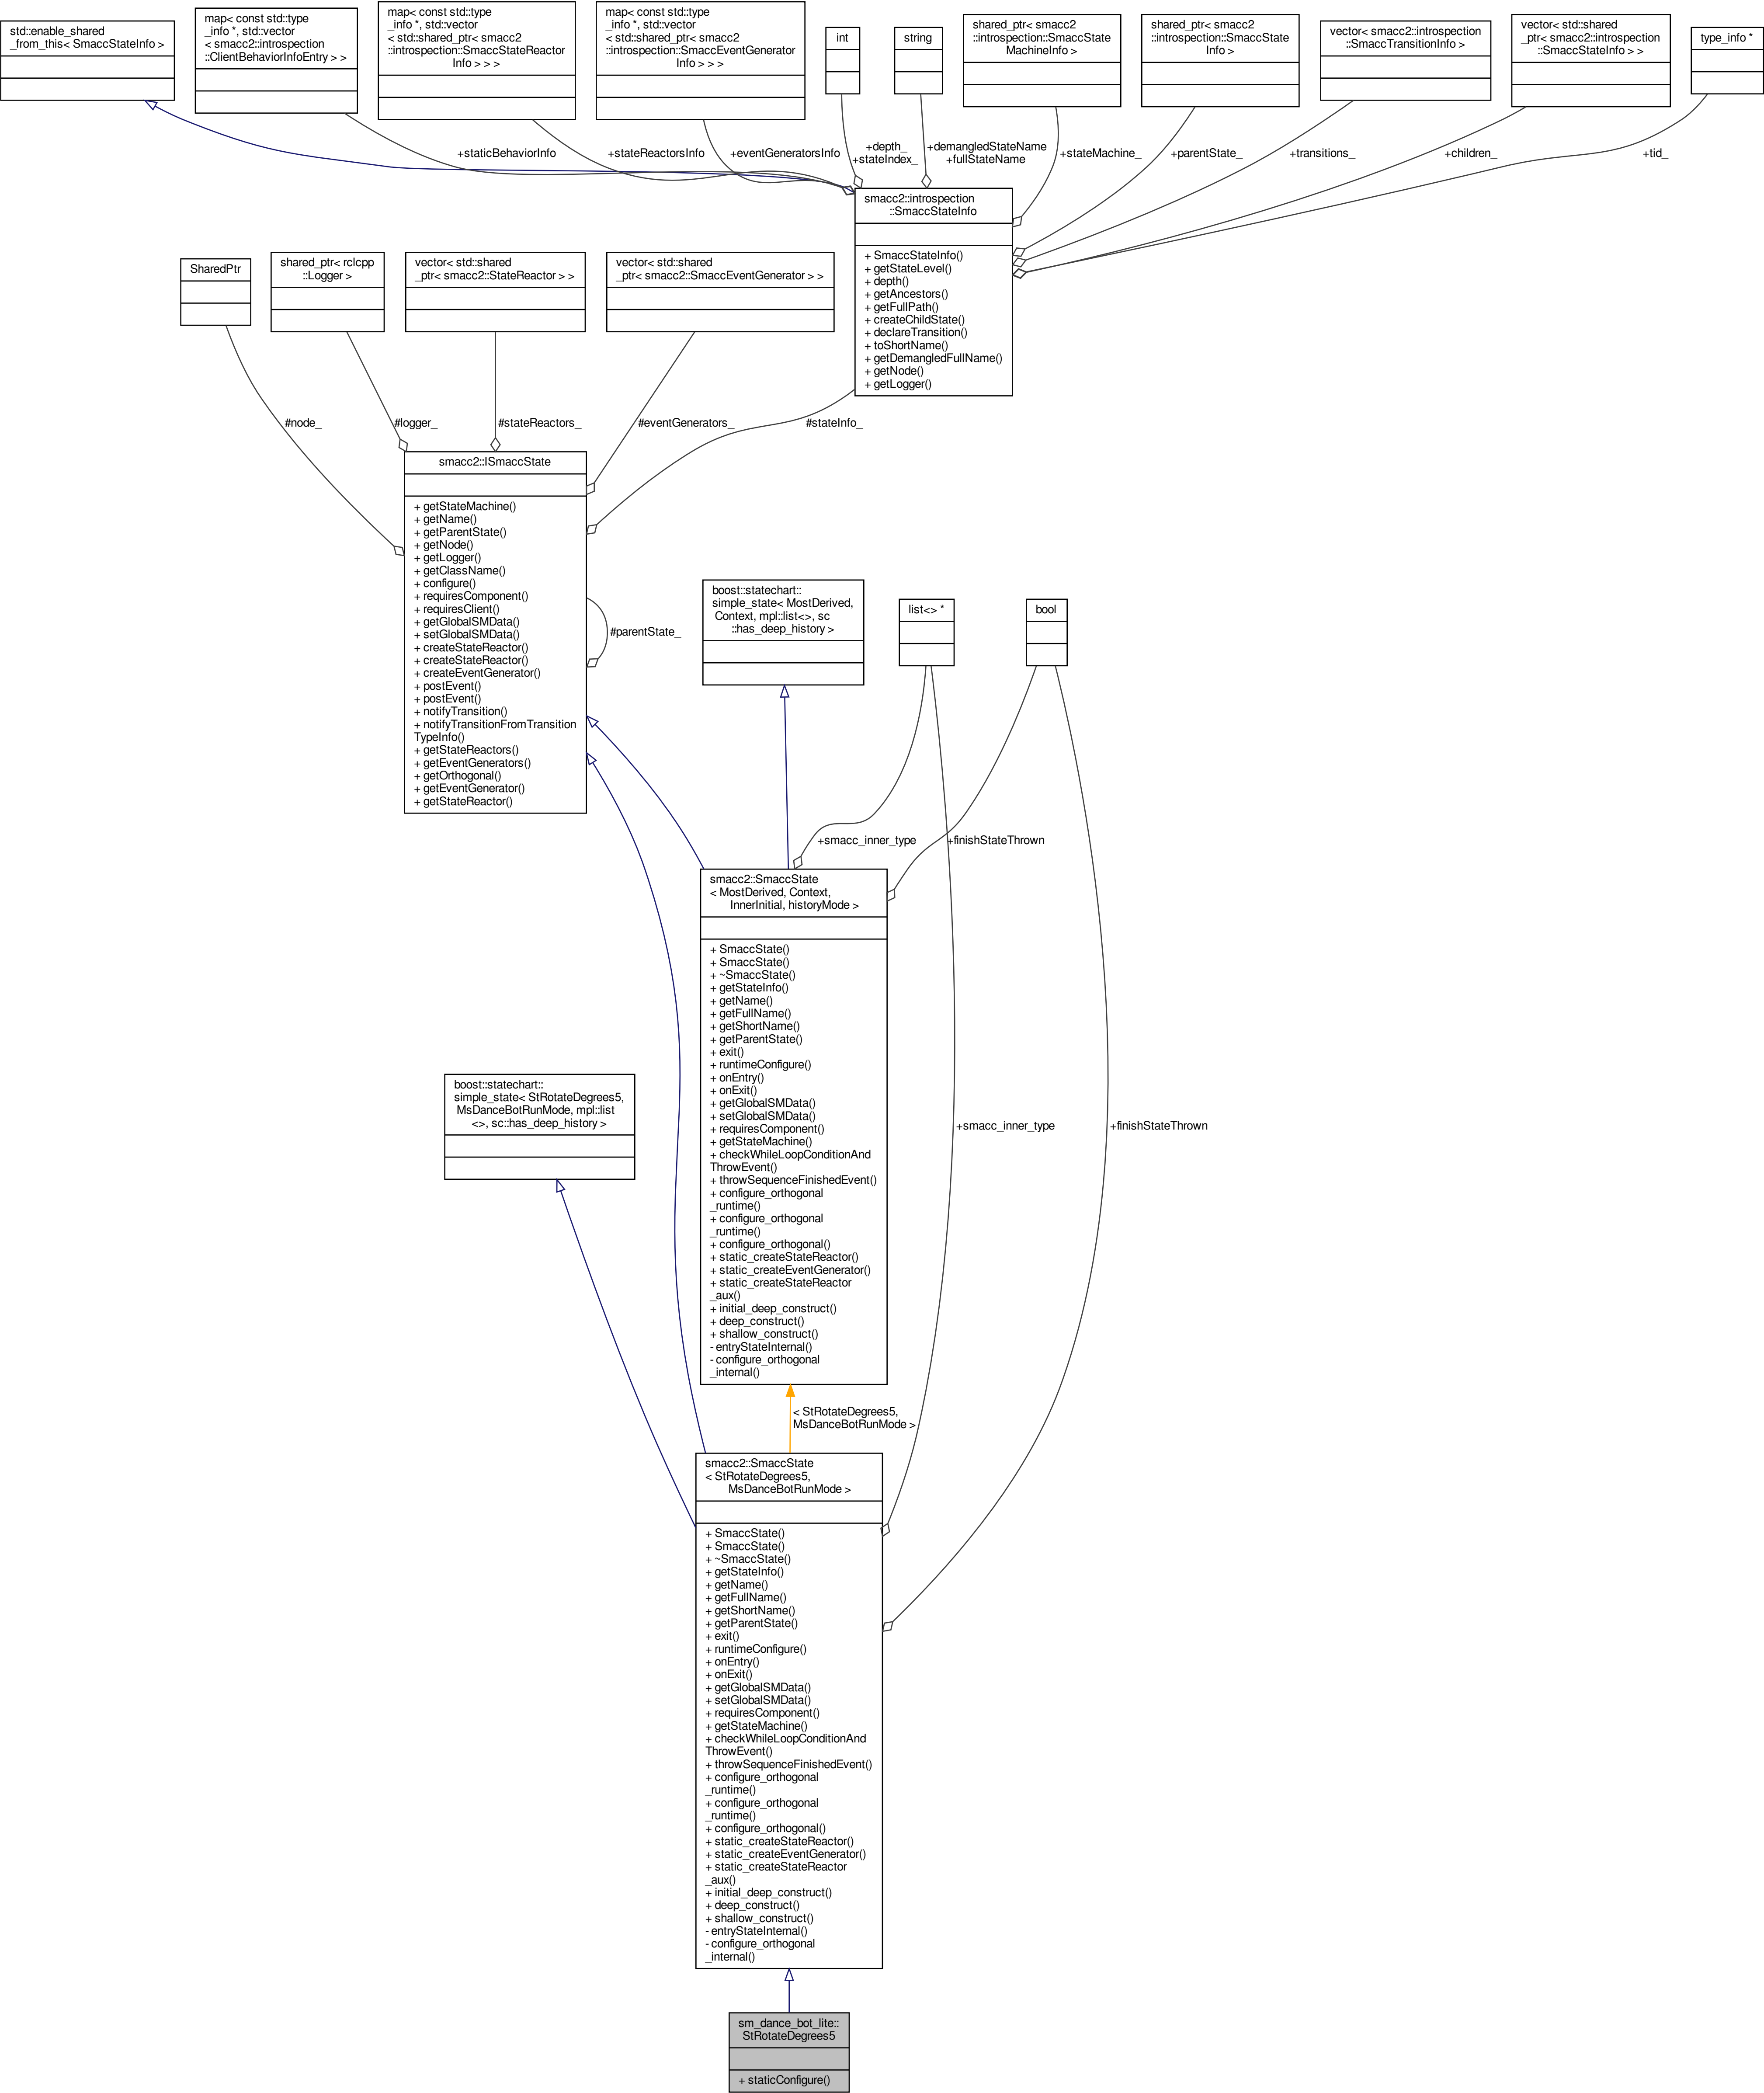 std::enable_shared
_from_this< SmaccStateInfo >
map< const std::type
_info *, std::vector
< smacc2::introspection
::ClientBehaviorInfoEntry > >
map< const std::type
_info *, std::vector
< std::shared_ptr< smacc2
::introspection::SmaccStateReactor
Info > > >
map< const std::type
_info *, std::vector
< std::shared_ptr< smacc2
::introspection::SmaccEventGenerator
Info > > >
int
string
shared_ptr< smacc2
::introspection::SmaccState
MachineInfo >
shared_ptr< smacc2
::introspection::SmaccState
Info >
vector< smacc2::introspection
::SmaccTransitionInfo >
vector< std::shared
_ptr< smacc2::introspection
::SmaccStateInfo > >
type_info *
+staticBehaviorInfo
+stateReactorsInfo
+eventGeneratorsInfo
+depth_
+stateIndex_
+demangledStateName
+fullStateName
+stateMachine_
+parentState_
+transitions_
+children_
+tid_
smacc2::introspection
::SmaccStateInfo
+ SmaccStateInfo()
+ getStateLevel()
+ depth()
+ getAncestors()
+ getFullPath()
+ createChildState()
+ declareTransition()
+ toShortName()
+ getDemangledFullName()
+ getNode()
+ getLogger()
SharedPtr
shared_ptr< rclcpp
::Logger >
vector< std::shared
_ptr< smacc2::StateReactor > >
vector< std::shared
_ptr< smacc2::SmaccEventGenerator > >
#node_
#logger_
#stateReactors_
#eventGenerators_
#stateInfo_
smacc2::ISmaccState
+ getStateMachine()
+ getName()
+ getParentState()
+ getNode()
+ getLogger()
+ getClassName()
+ configure()
+ requiresComponent()
+ requiresClient()
+ getGlobalSMData()
+ setGlobalSMData()
+ createStateReactor()
+ createStateReactor()
+ createEventGenerator()
+ postEvent()
+ postEvent()
+ notifyTransition()
+ notifyTransitionFromTransition
TypeInfo()
+ getStateReactors()
+ getEventGenerators()
+ getOrthogonal()
+ getEventGenerator()
+ getStateReactor()
#parentState_
boost::statechart::
simple_state< MostDerived,
Context, mpl::list<>, sc
::has_deep_history >
list<> *
bool
+smacc_inner_type
+finishStateThrown
smacc2::SmaccState
< MostDerived, Context,
InnerInitial, historyMode >
+ SmaccState()
+ SmaccState()
+ ~SmaccState()
+ getStateInfo()
+ getName()
+ getFullName()
+ getShortName()
+ getParentState()
+ exit()
+ runtimeConfigure()
+ onEntry()
+ onExit()
+ getGlobalSMData()
+ setGlobalSMData()
+ requiresComponent()
+ getStateMachine()
+ checkWhileLoopConditionAnd
ThrowEvent()
+ throwSequenceFinishedEvent()
+ configure_orthogonal
_runtime()
+ configure_orthogonal
_runtime()
+ configure_orthogonal()
+ static_createStateReactor()
+ static_createEventGenerator()
+ static_createStateReactor
_aux()
+ initial_deep_construct()
+ deep_construct()
+ shallow_construct()
- entryStateInternal()
- configure_orthogonal
_internal()
boost::statechart::
simple_state< StRotateDegrees5,
MsDanceBotRunMode, mpl::list
<>, sc::has_deep_history >
+smacc_inner_type
+finishStateThrown
< StRotateDegrees5,
MsDanceBotRunMode >
smacc2::SmaccState
< StRotateDegrees5,
MsDanceBotRunMode >
+ SmaccState()
+ SmaccState()
+ ~SmaccState()
+ getStateInfo()
+ getName()
+ getFullName()
+ getShortName()
+ getParentState()
+ exit()
+ runtimeConfigure()
+ onEntry()
+ onExit()
+ getGlobalSMData()
+ setGlobalSMData()
+ requiresComponent()
+ getStateMachine()
+ checkWhileLoopConditionAnd
ThrowEvent()
+ throwSequenceFinishedEvent()
+ configure_orthogonal
_runtime()
+ configure_orthogonal
_runtime()
+ configure_orthogonal()
+ static_createStateReactor()
+ static_createEventGenerator()
+ static_createStateReactor
_aux()
+ initial_deep_construct()
+ deep_construct()
+ shallow_construct()
- entryStateInternal()
- configure_orthogonal
_internal()
sm_dance_bot_lite::
StRotateDegrees5
+ staticConfigure()